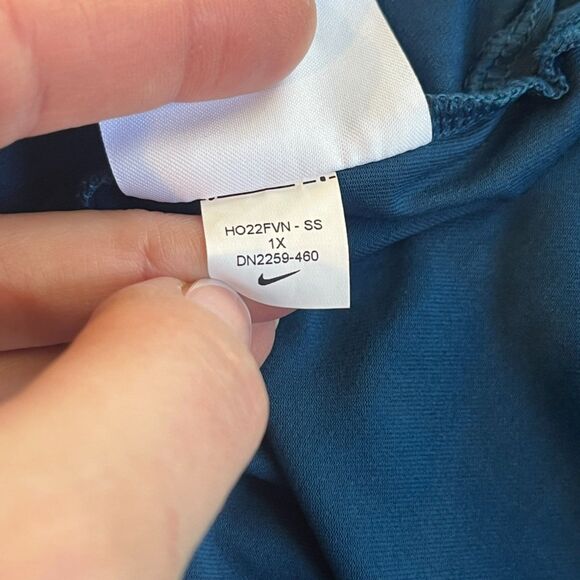 HO22FVN - SS
1X
DN2259-460